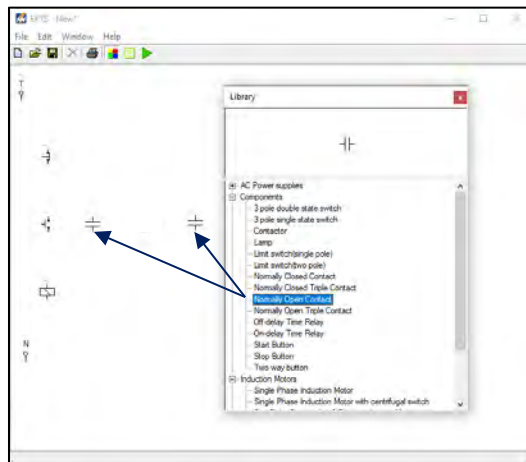 EKTS - New*
File Edit Window Help
T
Library
AC Power supplies
Components
3 pole double state switch
3 pole single state switch
Contactor
Lamp
Limit switch(single pole)
Limit switch(two pole)
Normally Closed Contact
Normally Closed Triple Contact
Normally Open Contact
Normally Open Triple Contact
Off-delay Time Relay
On-delay Time Relay
Start Button
Stop Button
Two way button
N
Induction Motors
Single Phase Induction Motor
Single Phase Induction Motor with centrifugal switch